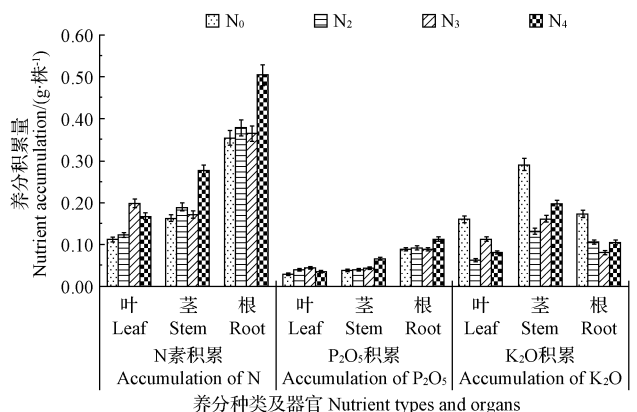 N₀ N₂ N₃ N₄
养分积累量
Nutrient accumulation/(g·株⁻¹)
0.60
0.50
0.40
0.30
0.20
0.10
0.00
叶 茎 根 叶 茎 根 叶 茎 根
Leaf Stem Root Leaf Stem Root Leaf Stem Root
N素积累 P₂O₅积累 K₂O积累
Accumulation of N Accumulation of P₂O₅ Accumulation of K₂O
养分种类及器官 Nutrient types and organs